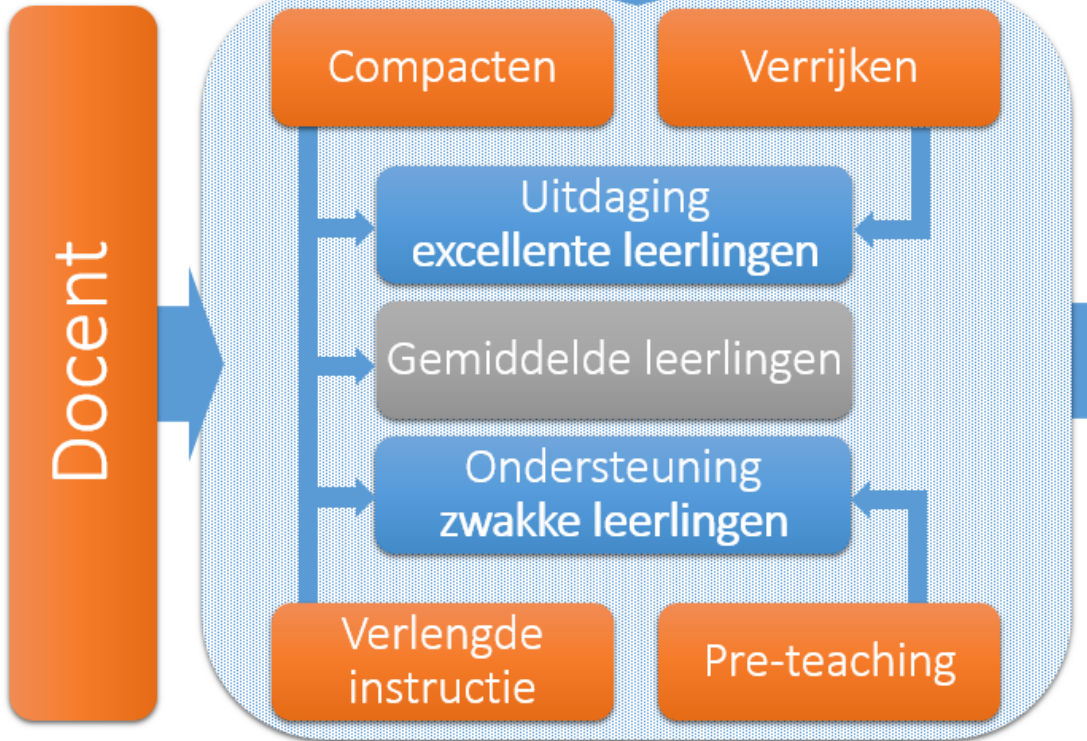 Docent
Compacten
Verrijken
Uitdaging
excellente leerlingen
Gemiddelde leerlingen
Ondersteuning
zwakke leerlingen
Verlengde
instructie
Pre-teaching